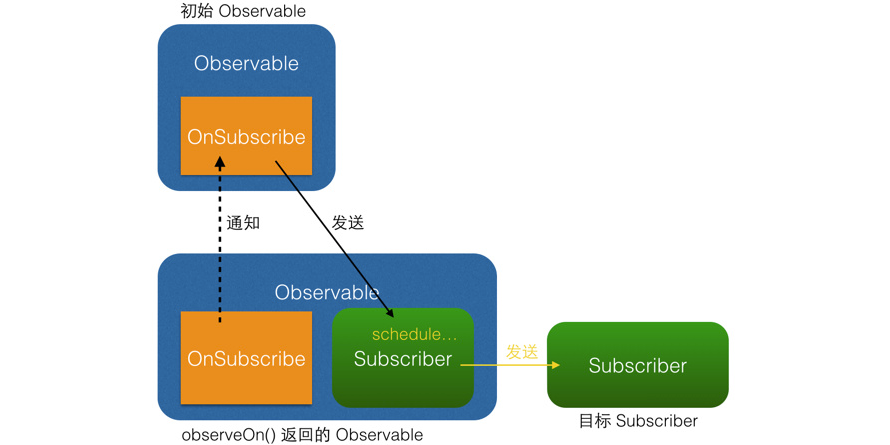 初始 Observable
Observable
OnSubscribe
通知
发送
Observable
schedule...
OnSubscribe
Subscriber
发送
Subscriber
目标 Subscriber
observeOn() 返回的 Observable